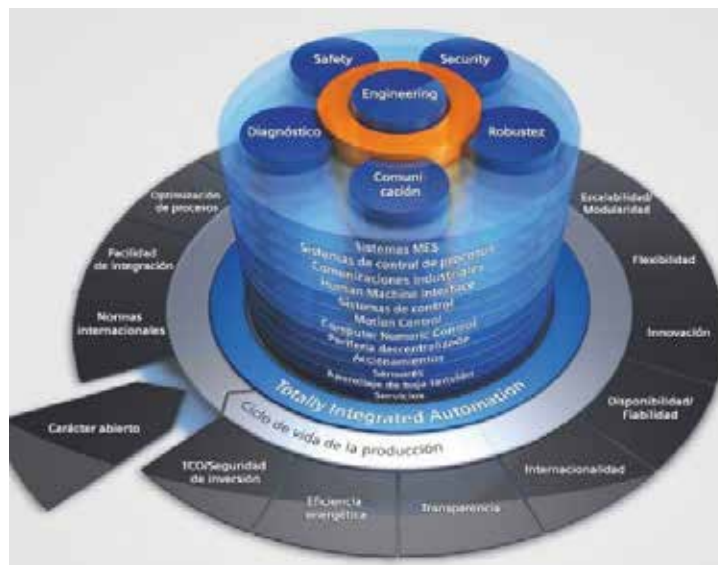 Safety
Security
Engineering
Diagnóstico
Robustez
Comuni
cación
Sistemas MES
Sistemas de control de procesos
Comunizaciones industriales
Human Machine Interface
Sistemas de control
Motion Control
Computer Numeric Control
Periferia descentralizade
Accionamientos
Sensores
Aparellaje de baja tensión
Servicios
Totally Integrated Automation
Ciclo de vida de la producción
Optimización
de procesos
Facilidad
de integración
Normas
internacionales
Carácter abierto
TCO/Seguridad
de inversión
Eficiencia
energética
Transparencia
Internacionalidad
Disponibilidad/
Fiabilidad
Innovación
Flexibilidad
Escalabilidad/
Modularidad